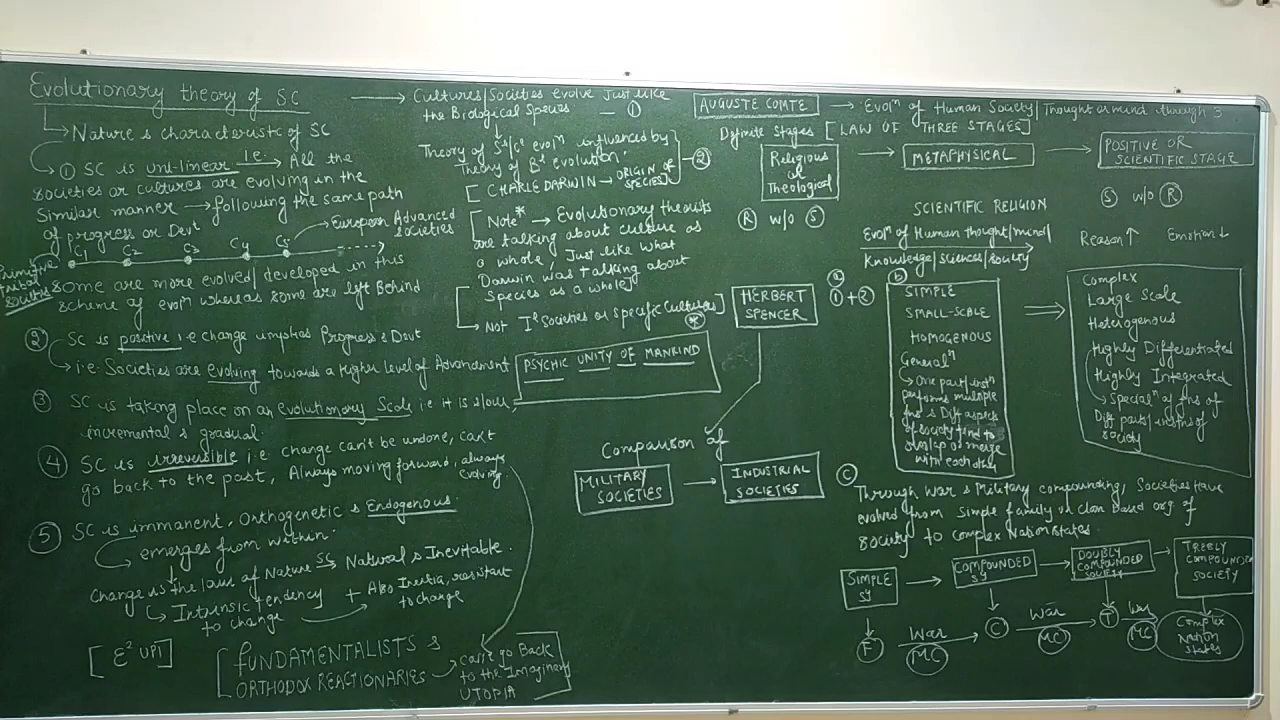 Evolutionary theory of SC
Nature & characteristic of SC
① SC is uni-linear i.e. → All the
societies or cultures are evolving in the
similar manner → following the same path
of progress or Devt
European Advanced
societies
C1 C2 C3 C4 C5
Primitive
tribal
societies
some are more evolved/developed in this
scheme of evoln whereas some are left Behind
② SC is positive i.e change implies Progress & Devt
i.e. Societies are evolving towards a Higher level of Advancement
③ SC is taking place on an evolutionary Scale i.e it is slow,
incremental & gradual.
④ SC is irreversible i.e. change can't be undone, can't
go back to the past, Always moving forward, always
evolving.
⑤ SC is immanent, Orthogenetic & Endogenous.
emerges from within.
Change is the law of Nature SC Natural & Inevitable.
Intrinsic tendency
to change
+ Also Inertia, resistant
to change
[ E² UPI ]
[ FUNDAMENTALISTS &
ORTHODOX REACTIONARIES
can't go Back
to the Imaginary
UTOPIA
→ Cultures/Societies evolve Just like
the Biological Species — ①
Theory of evoln influenced by
Theory of Bl evolution.
[ CHARLE DARWIN → ORIGIN OF
SPECIES ]
②
[ Note* → Evolutionary theorists
are talking about culture as
a whole, Just like what
Darwin was talking about
Species as a whole ]
Not Societies or specific Cultures ]
*
PSYCHIC UNITY OF MANKIND
AUGUSTE COMTE → Evoln of Human Society/Thought or mind through 3
Definite Stages [ LAW OF THREE STAGES ]
Religious
or
Theological
→ METAPHYSICAL →
POSITIVE OR
SCIENTIFIC STAGE
Ⓡ w/o Ⓢ
SCIENTIFIC RELIGION
Ⓢ w/o Ⓡ
Evoln of Human thought/mind/
Knowledge/sciences/society
Reason ↑ Emotion ↓
HERBERT
SPENCER
ⓐ
① + ②
ⓑ
SIMPLE
SMALL-SCALE
HOMOGENOUS
Generaln
One part/instn
performs multiple
fns & Diff aspects
of society tend to
overlap or merge
with each other
Complex
Large Scale
Heterogenous
Highly Differentiated
Highly Integrated
Specialn of fns of
Diff parts/instns of
society
Comparison of
MILITARY
SOCIETIES
→
INDUSTRIAL
SOCIETIES
ⓒ
Through War & Military compounding, Societies have
evolved from simple family or clan based org of
society to complex Nation states.
SIMPLE
SY
→
COMPOUNDED
SY
→
DOUBLY
COMPOUNDED
SOCIETY
→
TREBLY
COMPOUNDED
SOCIETY
Ⓕ War MC → Ⓒ War MC → Ⓣ War MC →
Complex
Nation
states